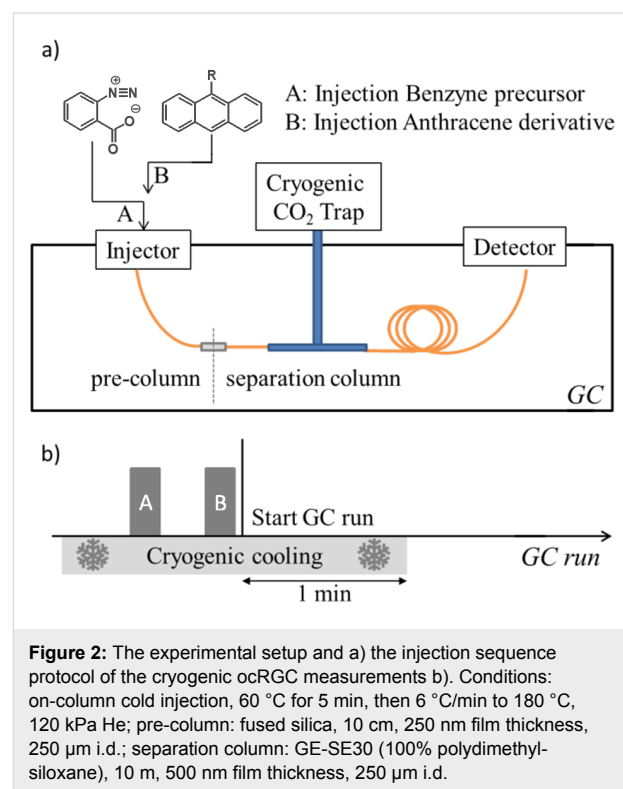 a)
R
N≡N
⊕
⊖
O
O
A: Injection Benzyne precursor
B: Injection Anthracene derivative
B
A
Cryogenic
CO₂ Trap
Injector
Detector
pre-column
separation column
GC
b)
A
B
Start GC run
Cryogenic cooling
GC run
1 min
Figure 2: The experimental setup and a) the injection sequence
protocol of the cryogenic ocRGC measurements b). Conditions:
on-column cold injection, 60 °C for 5 min, then 6 °C/min to 180 °C,
120 kPa He; pre-column: fused silica, 10 cm, 250 nm film thickness,
250 µm i.d.; separation column: GE-SE30 (100% polydimethyl-
siloxane), 10 m, 500 nm film thickness, 250 µm i.d.